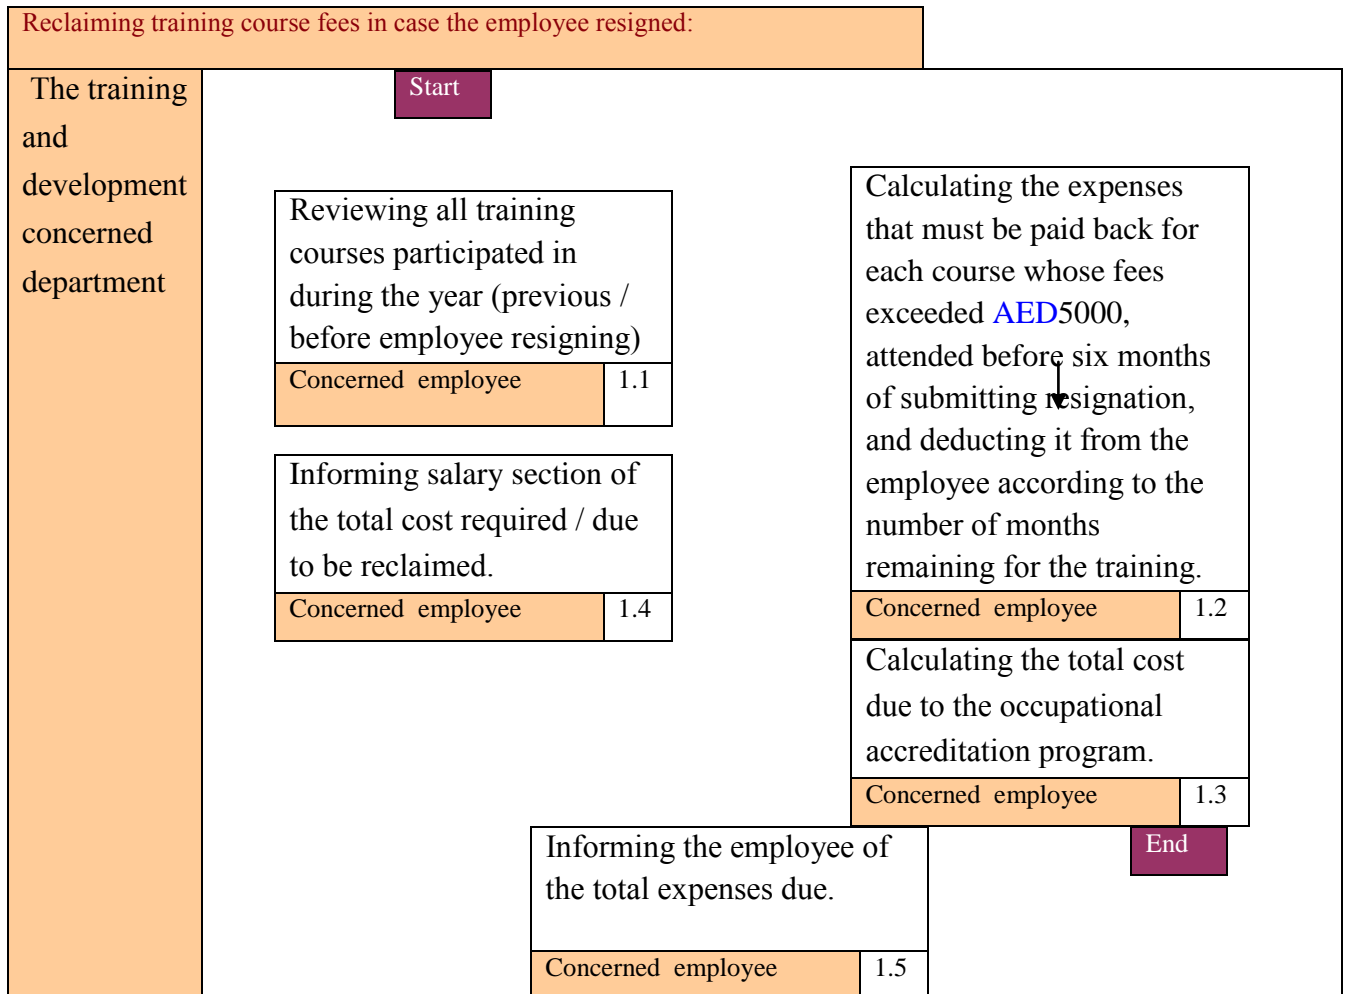 Reclaiming training course fees in case the employee resigned:
The training
and
development
concerned
department
Start
Reviewing all training
courses participated in
during the year (previous /
before employee resigning)
Concerned employee 1.1
Calculating the expenses
that must be paid back for
each course whose fees
exceeded AED5000,
attended before six months
of submitting resignation,
and deducting it from the
employee according to the
number of months
remaining for the training.
Concerned employee 1.2
Calculating the total cost
due to the occupational
accreditation program.
Concerned employee 1.3
Informing salary section of
the total cost required / due
to be reclaimed.
Concerned employee 1.4
Informing the employee of
the total expenses due.
Concerned employee 1.5
End